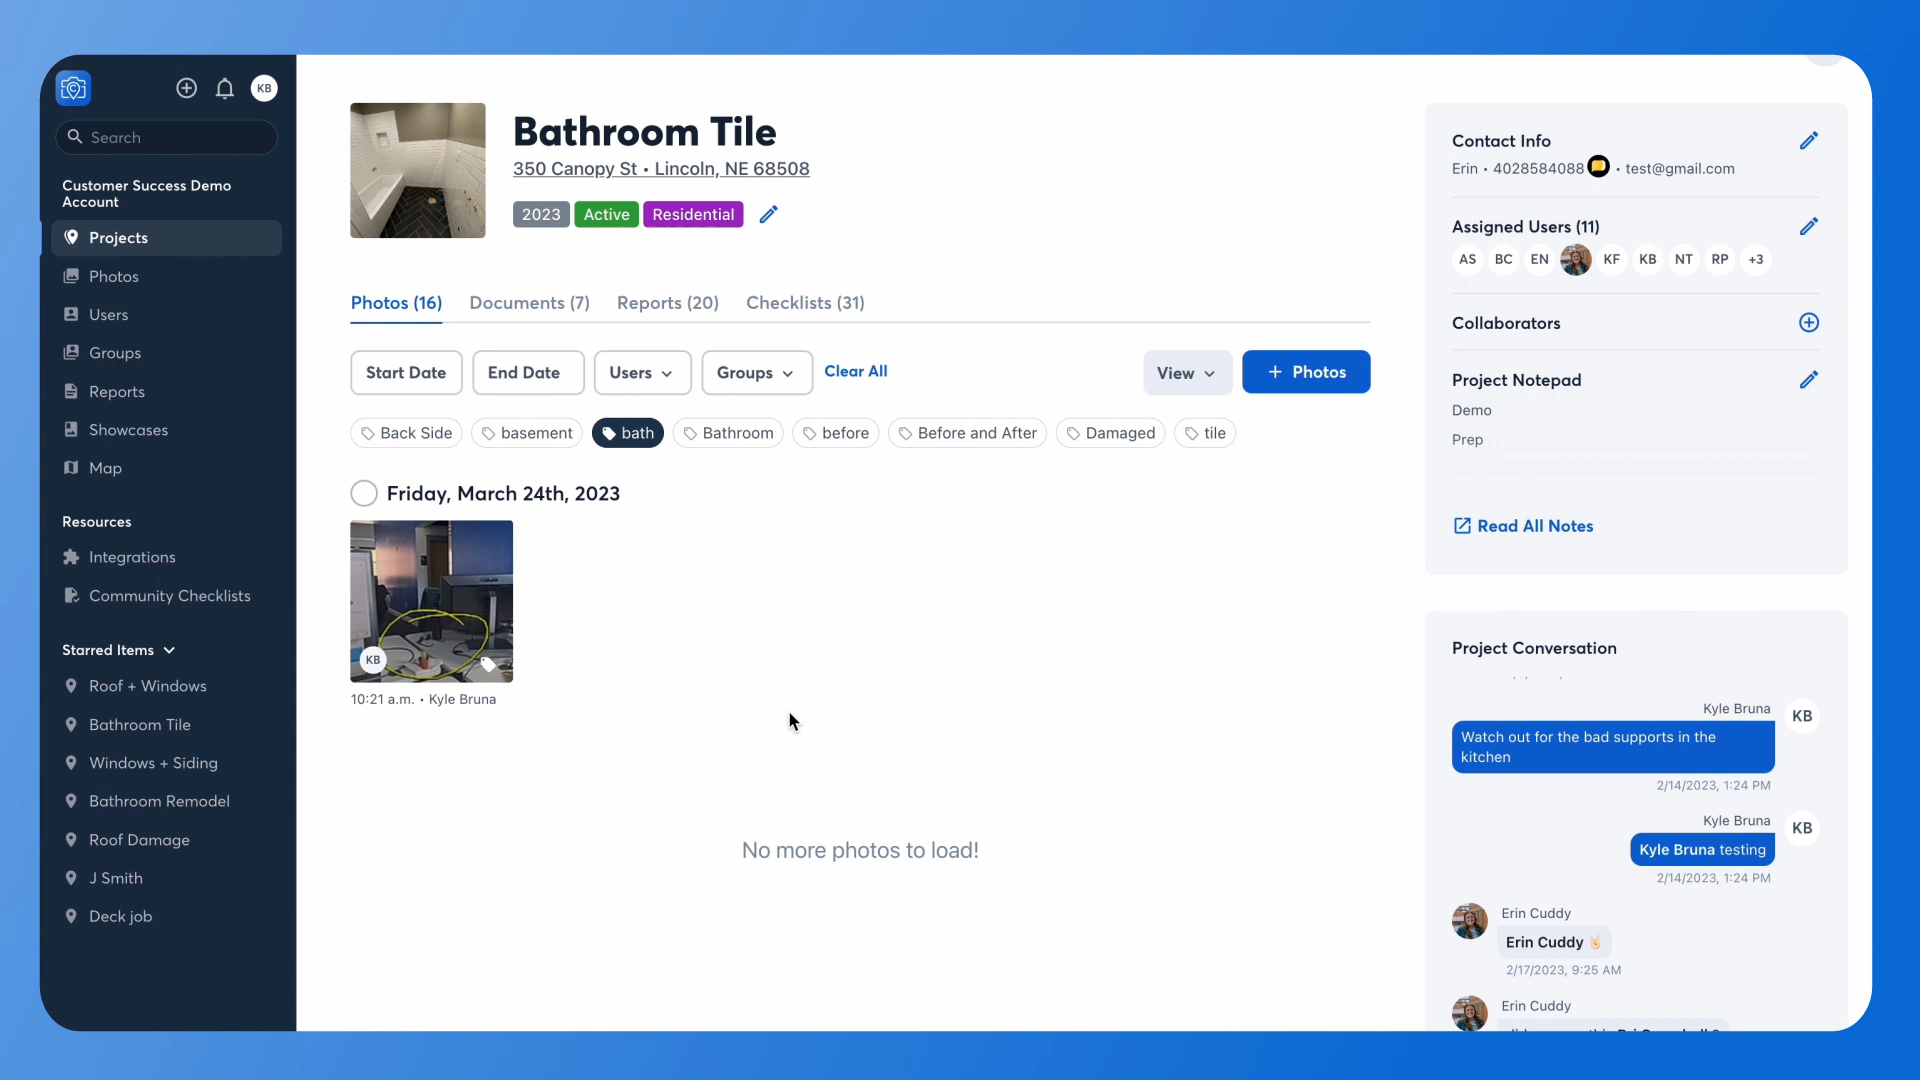 KB
Search
Customer Success Demo
Account
Projects
Photos
Users
Groups
Reports
Showcases
Map
Resources
Integrations
Community Checklists
Starred Items
Roof + Windows
Bathroom Tile
Windows + Siding
Bathroom Remodel
Roof Damage
J Smith
Deck job
Bathroom Tile
350 Canopy St • Lincoln, NE 68508
2023 Active Residential
Photos (16) Documents (7) Reports (20) Checklists (31)
Start Date End Date Users Groups Clear All View + Photos
Back Side basement bath Bathroom before Before and After Damaged tile
Friday, March 24th, 2023
KB
10:21 a.m. • Kyle Bruna
No more photos to load!
Contact Info
Erin • 4028584088 • test@gmail.com
Assigned Users (11)
AS BC EN KF KB NT RP +3
Collaborators
Project Notepad
Demo
Prep
Read All Notes
Project Conversation
Kyle Bruna
KB
Watch out for the bad supports in the
kitchen
2/14/2023, 1:24 PM
Kyle Bruna
KB
Kyle Bruna testing
2/14/2023, 1:24 PM
Erin Cuddy
Erin Cuddy ✌🏻
2/17/2023, 9:25 AM
Erin Cuddy